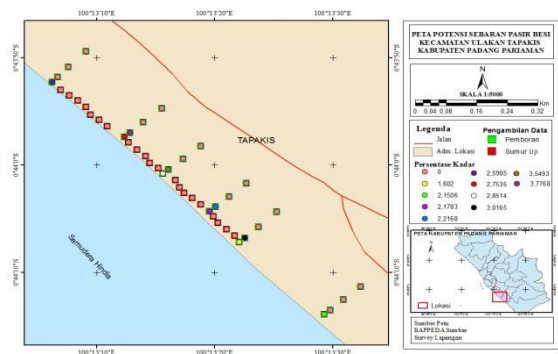 100°13'10"E 100°13'20"E 100°13'30"E
0°43'50"S
0°44'0"S
0°44'10"S
TAPAKIS
Samudera Hindia
PETA POTENSI SEBARAN PASIR BESI
KECAMATAN ULAKAN TAPAKIS
KABUPATEN PADANG PARIAMAN
N
SKALA 1:5000
0 0.04 0.08 0.16 0.24 0.32
Km
Legenda
Jalan
Adm. Lokasi
Pengambilan Data
Pemboran
Sumur Uji
Persentase Kadar
0
1,602
2,1506
2,1783
2,2168
2,5905
2,7535
2,8514
3,0165
3,5493
3,7768
PETA KABUPATEN PADANG PARIAMAN
Lokasi
Sumber Peta:
BAPPEDA Sumbar
Survey Lapangan